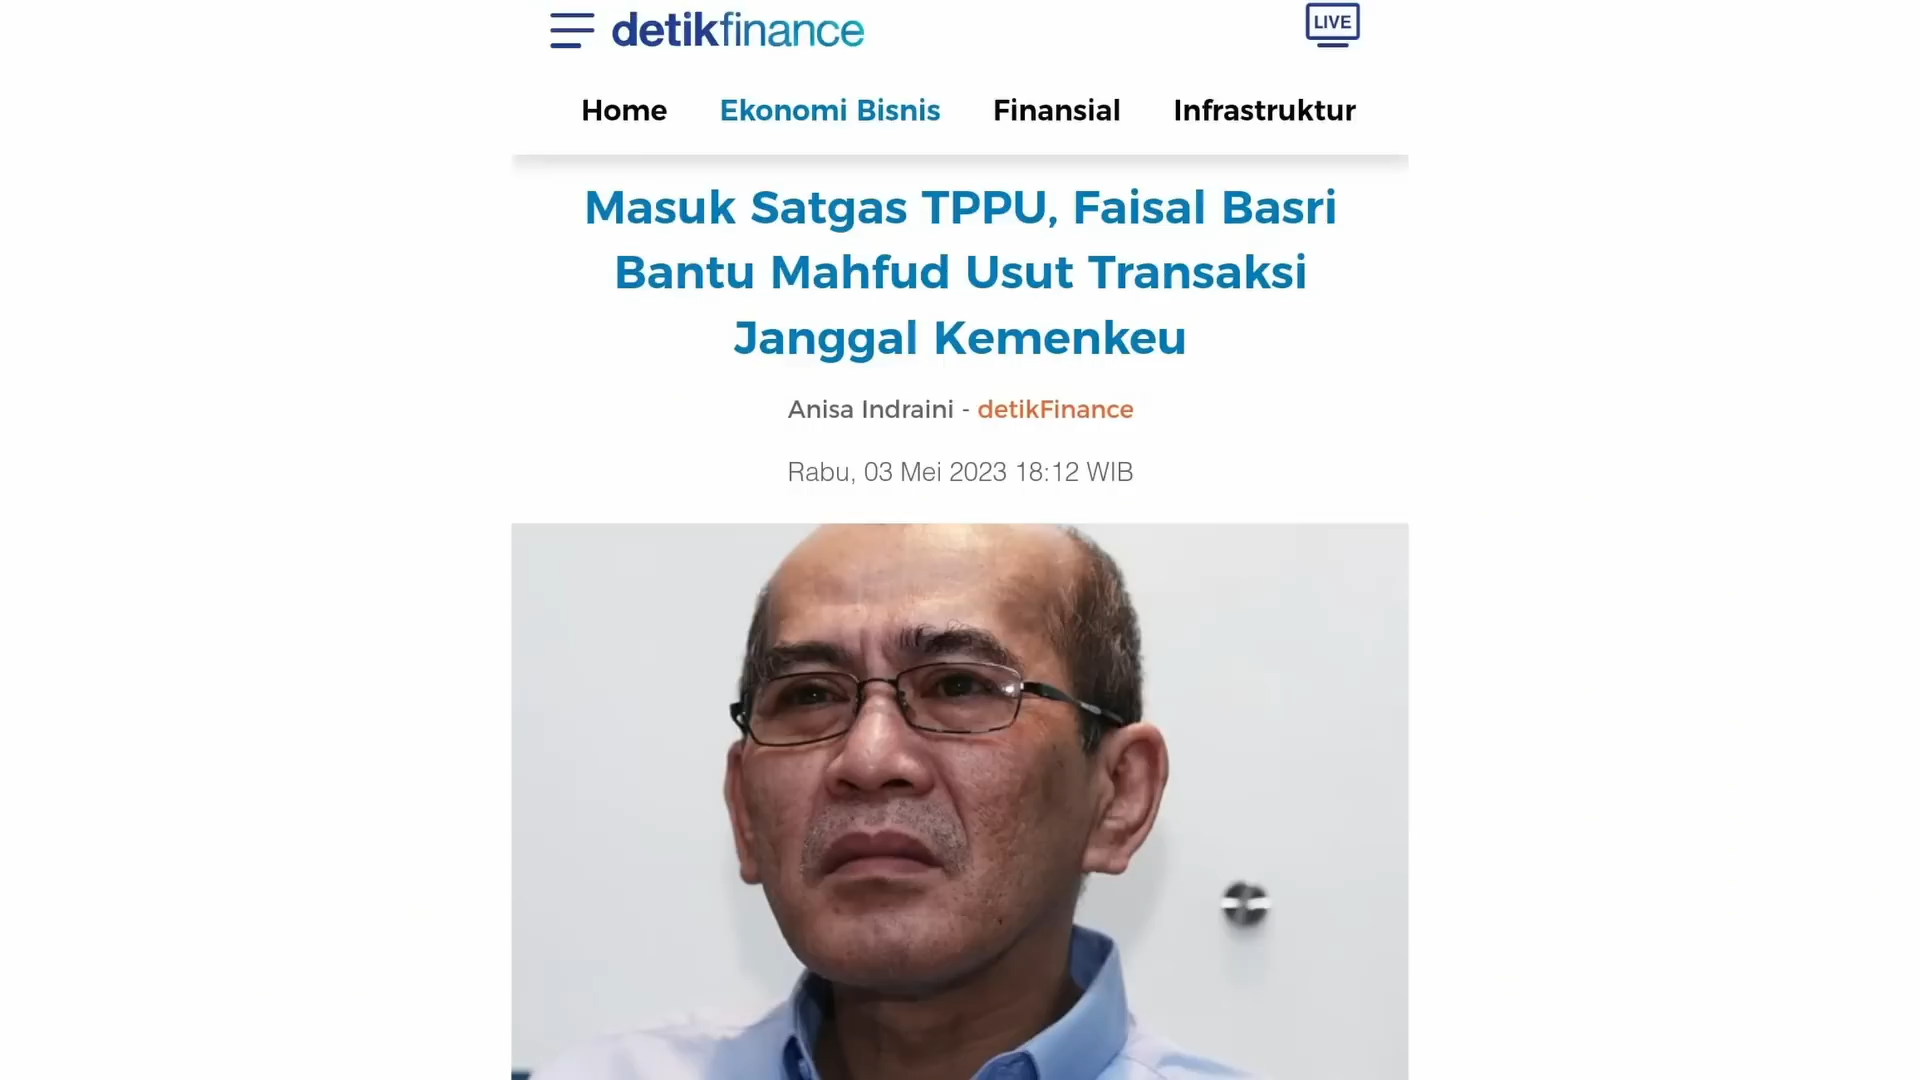 detikfinance
LIVE
Home Ekonomi Bisnis Finansial Infrastruktur
Masuk Satgas TPPU, Faisal Basri
Bantu Mahfud Usut Transaksi
Janggal Kemenkeu
Anisa Indraini - detikFinance
Rabu, 03 Mei 2023 18:12 WIB